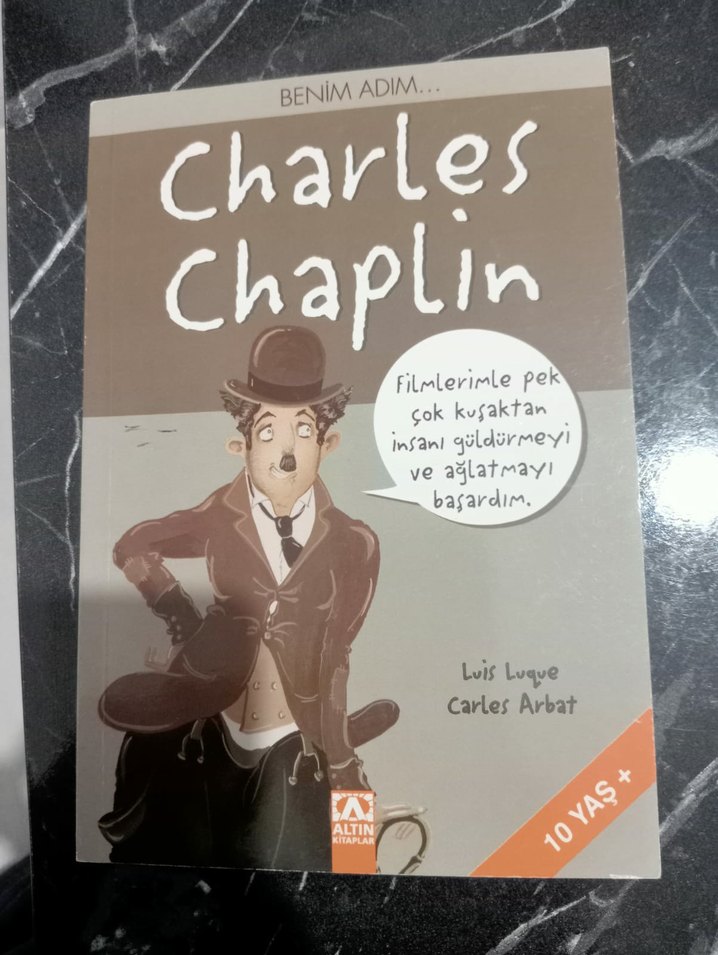 BENİM ADIM...
Charles
Chaplin
Filmlerimle pek
çok kuşaktan
insanı güldürmeyi
ve ağlatmayı
başardım.
Luis Luque
Carles Arbat
10 YAŞ +
ALTIN
KİTAPLAR